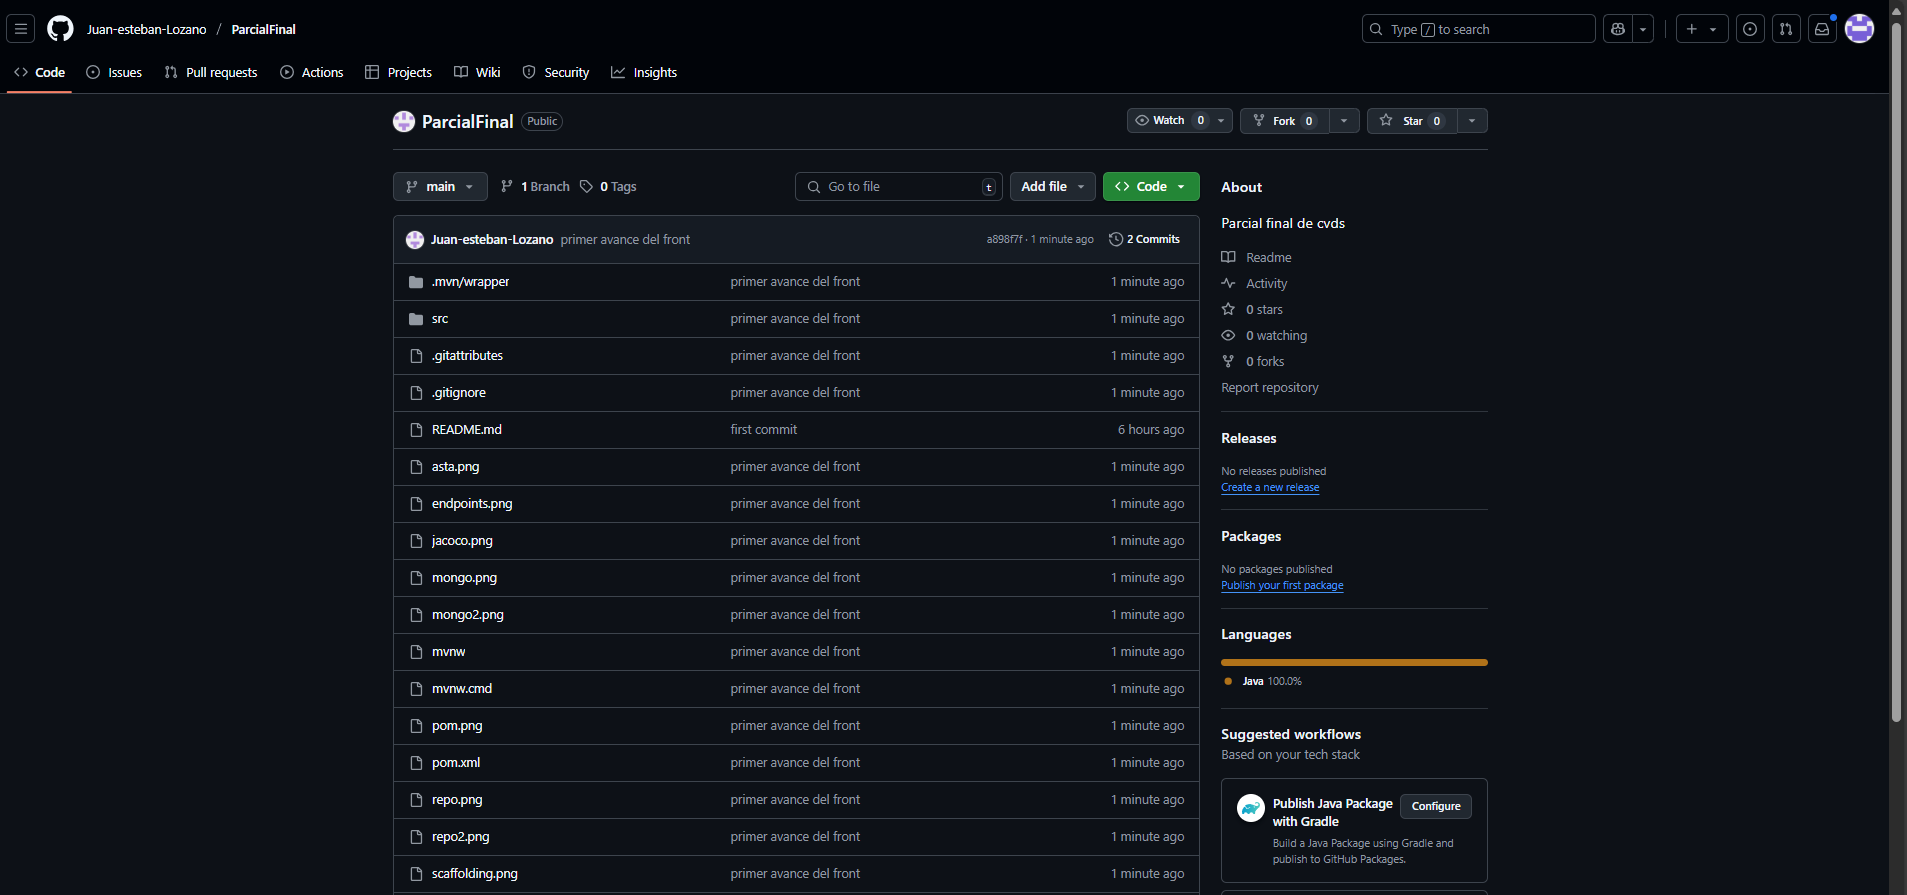 Juan-esteban-Lozano / ParcialFinal
Type / to search
Code Issues Pull requests Actions Projects Wiki Security Insights
ParcialFinal Public
Watch 0 Fork 0 Star 0
main 1 Branch 0 Tags Go to file t Add file Code
Juan-esteban-Lozano primer avance del front a898f7f · 1 minute ago 2 Commits
.mvn/wrapper primer avance del front 1 minute ago
src primer avance del front 1 minute ago
.gitattributes primer avance del front 1 minute ago
.gitignore primer avance del front 1 minute ago
README.md first commit 6 hours ago
asta.png primer avance del front 1 minute ago
endpoints.png primer avance del front 1 minute ago
jacoco.png primer avance del front 1 minute ago
mongo.png primer avance del front 1 minute ago
mongo2.png primer avance del front 1 minute ago
mvnw primer avance del front 1 minute ago
mvnw.cmd primer avance del front 1 minute ago
pom.png primer avance del front 1 minute ago
pom.xml primer avance del front 1 minute ago
repo.png primer avance del front 1 minute ago
repo2.png primer avance del front 1 minute ago
scaffolding.png primer avance del front 1 minute ago
About
Parcial final de cvds
Readme
Activity
0 stars
0 watching
0 forks
Report repository
Releases
No releases published
Create a new release
Packages
No packages published
Publish your first package
Languages
Java 100.0%
Suggested workflows
Based on your tech stack
Publish Java Package
with Gradle
Configure
Build a Java Package using Gradle and
publish to GitHub Packages.